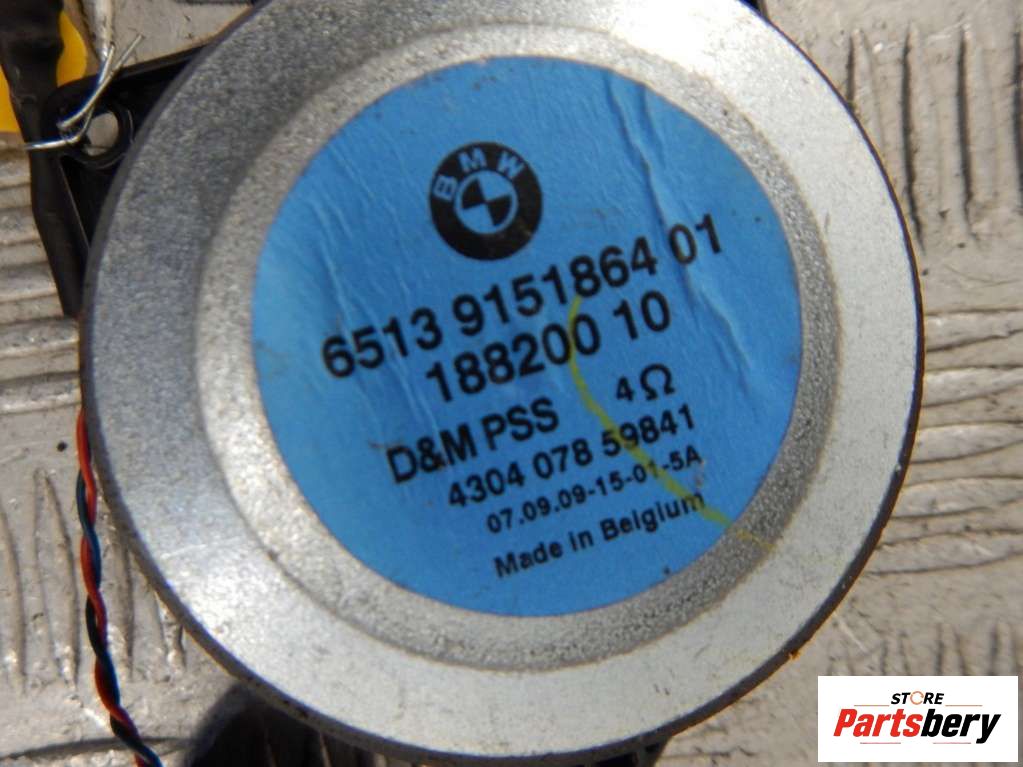 BMW
6513 9151864 01
188200 10
D&M PSS 4Ω
4304 078 59841
07.09.09-15-01-5A
Made in Belgium
STORE
Partsbery